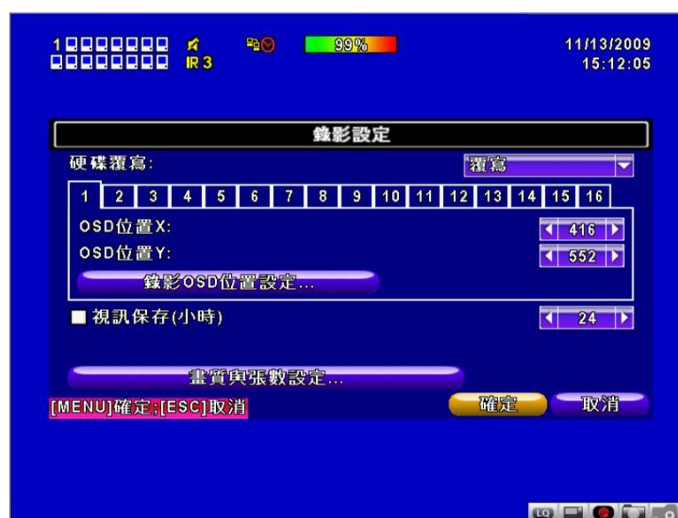 1 99% 11/13/2009
IR 3 15:12:05
錄影設定
硬碟覆寫: 覆寫
1 2 3 4 5 6 7 8 9 10 11 12 13 14 15 16
OSD位置X: 416
OSD位置Y: 552
錄影OSD位置設定...
視訊保存(小時) 24
畫質與張數設定...
[MENU]確定;[ESC]取消 確定 取消
LQ